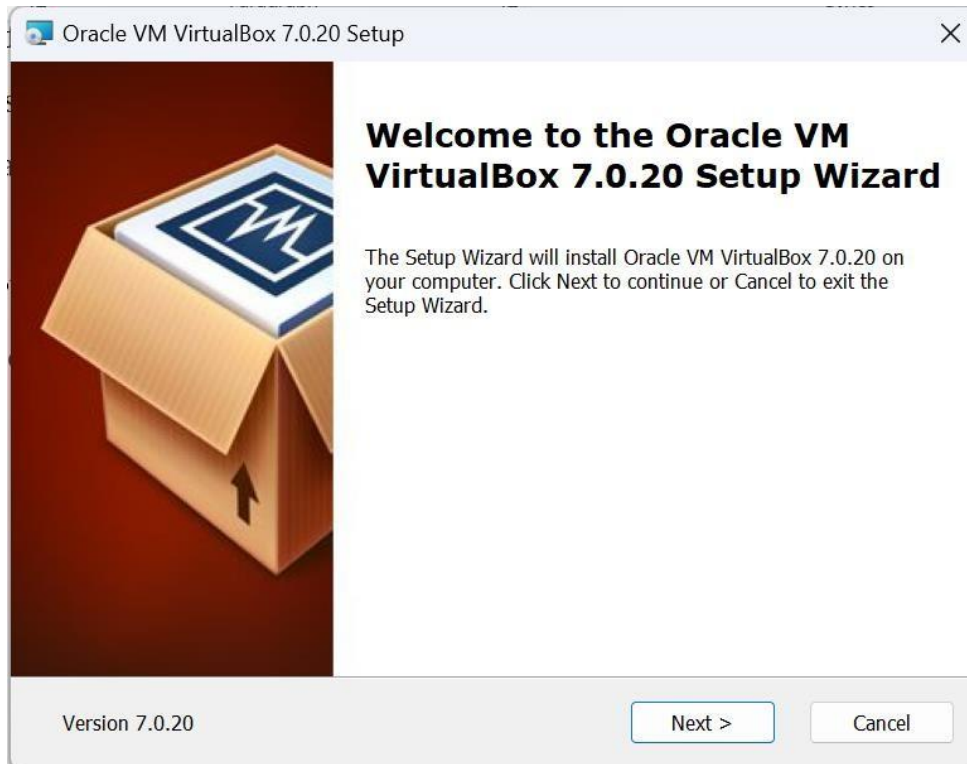 Oracle VM VirtualBox 7.0.20 Setup
Welcome to the Oracle VM
VirtualBox 7.0.20 Setup Wizard
The Setup Wizard will install Oracle VM VirtualBox 7.0.20 on
your computer. Click Next to continue or Cancel to exit the
Setup Wizard.
Version 7.0.20
Next >
Cancel